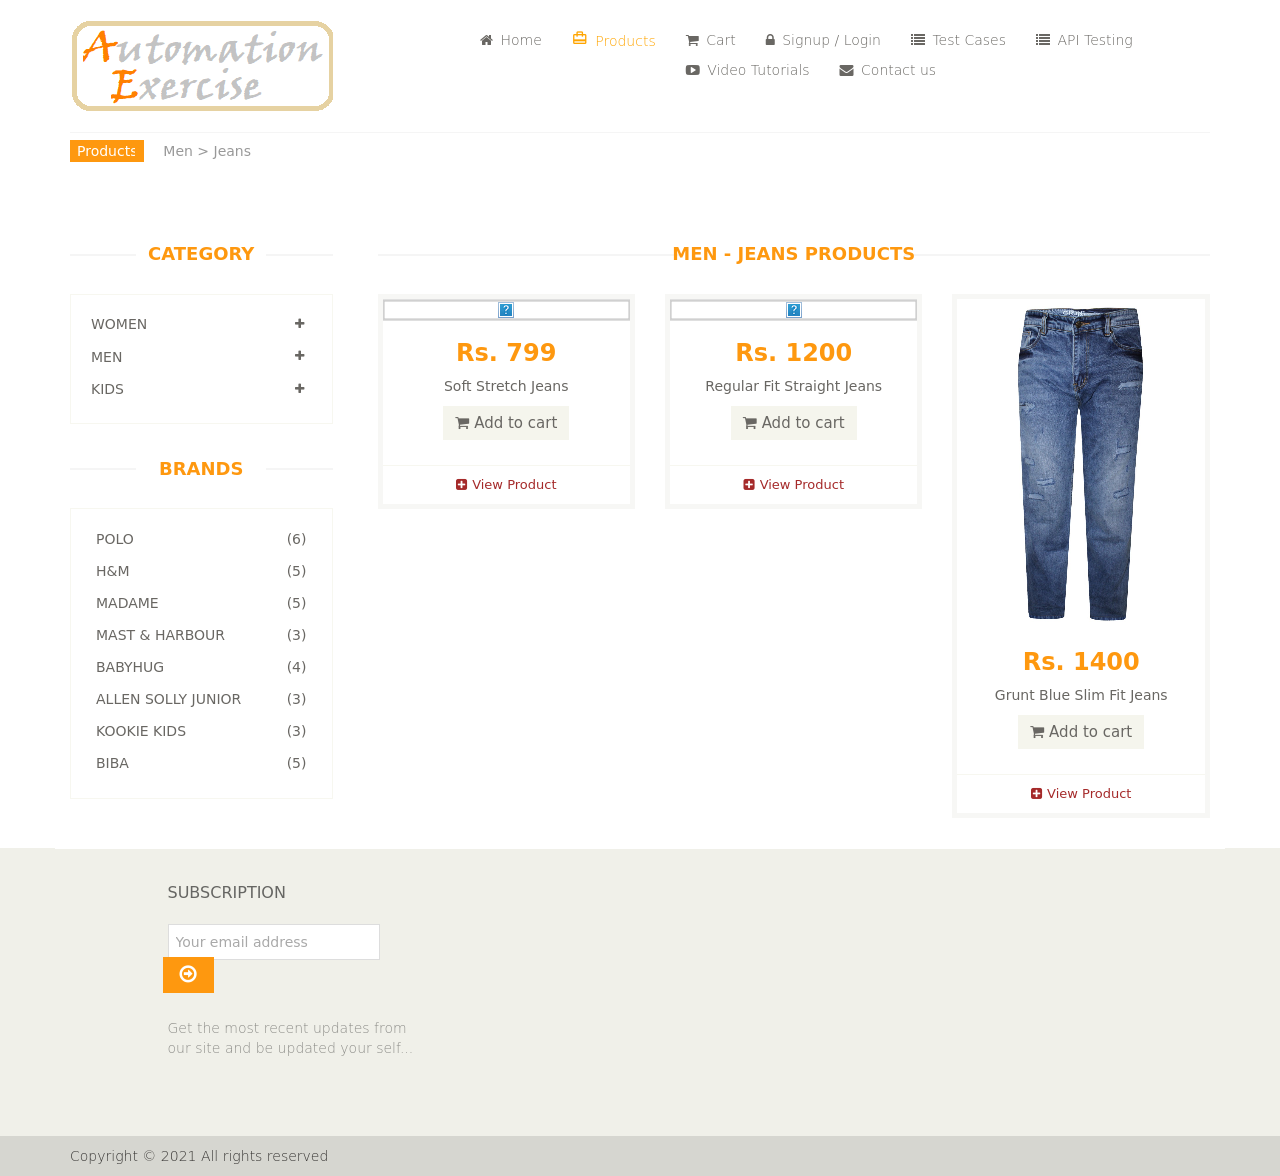 Automation
Exercise
Home
Products
Cart
Signup / Login
Test Cases
API Testing
Video Tutorials
Contact us
Products
Men > Jeans
CATEGORY
WOMEN
MEN
KIDS
BRANDS
POLO (6)
H&M (5)
MADAME (5)
MAST & HARBOUR (3)
BABYHUG (4)
ALLEN SOLLY JUNIOR (3)
KOOKIE KIDS (3)
BIBA (5)
MEN - JEANS PRODUCTS
Rs. 799
Soft Stretch Jeans
Add to cart
View Product
Rs. 1200
Regular Fit Straight Jeans
Add to cart
View Product
Rs. 1400
Grunt Blue Slim Fit Jeans
Add to cart
View Product
SUBSCRIPTION
Your email address
Get the most recent updates from
our site and be updated your self...
Copyright © 2021 All rights reserved